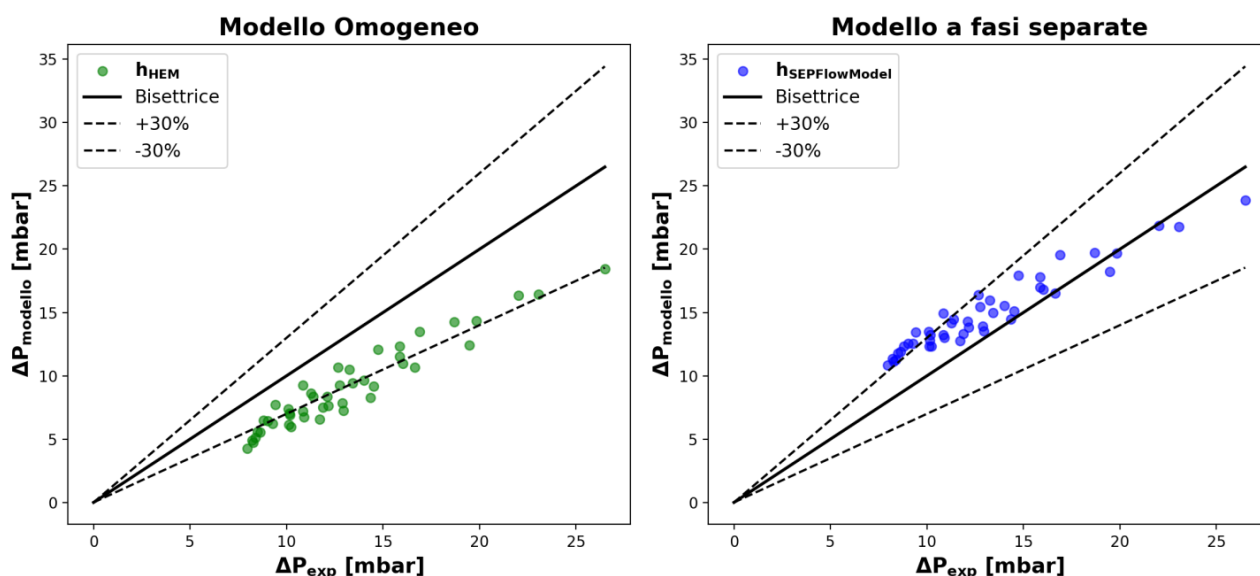 Modello Omogeneo
h_HEM
Bisettrice
+30%
-30%
35
30
25
20
15
10
5
0
ΔP_modello [mbar]
0 5 10 15 20 25
ΔP_exp [mbar]
Modello a fasi separate
h_SEPFlowModel
Bisettrice
+30%
-30%
35
30
25
20
15
10
5
0
ΔP_modello [mbar]
0 5 10 15 20 25
ΔP_exp [mbar]